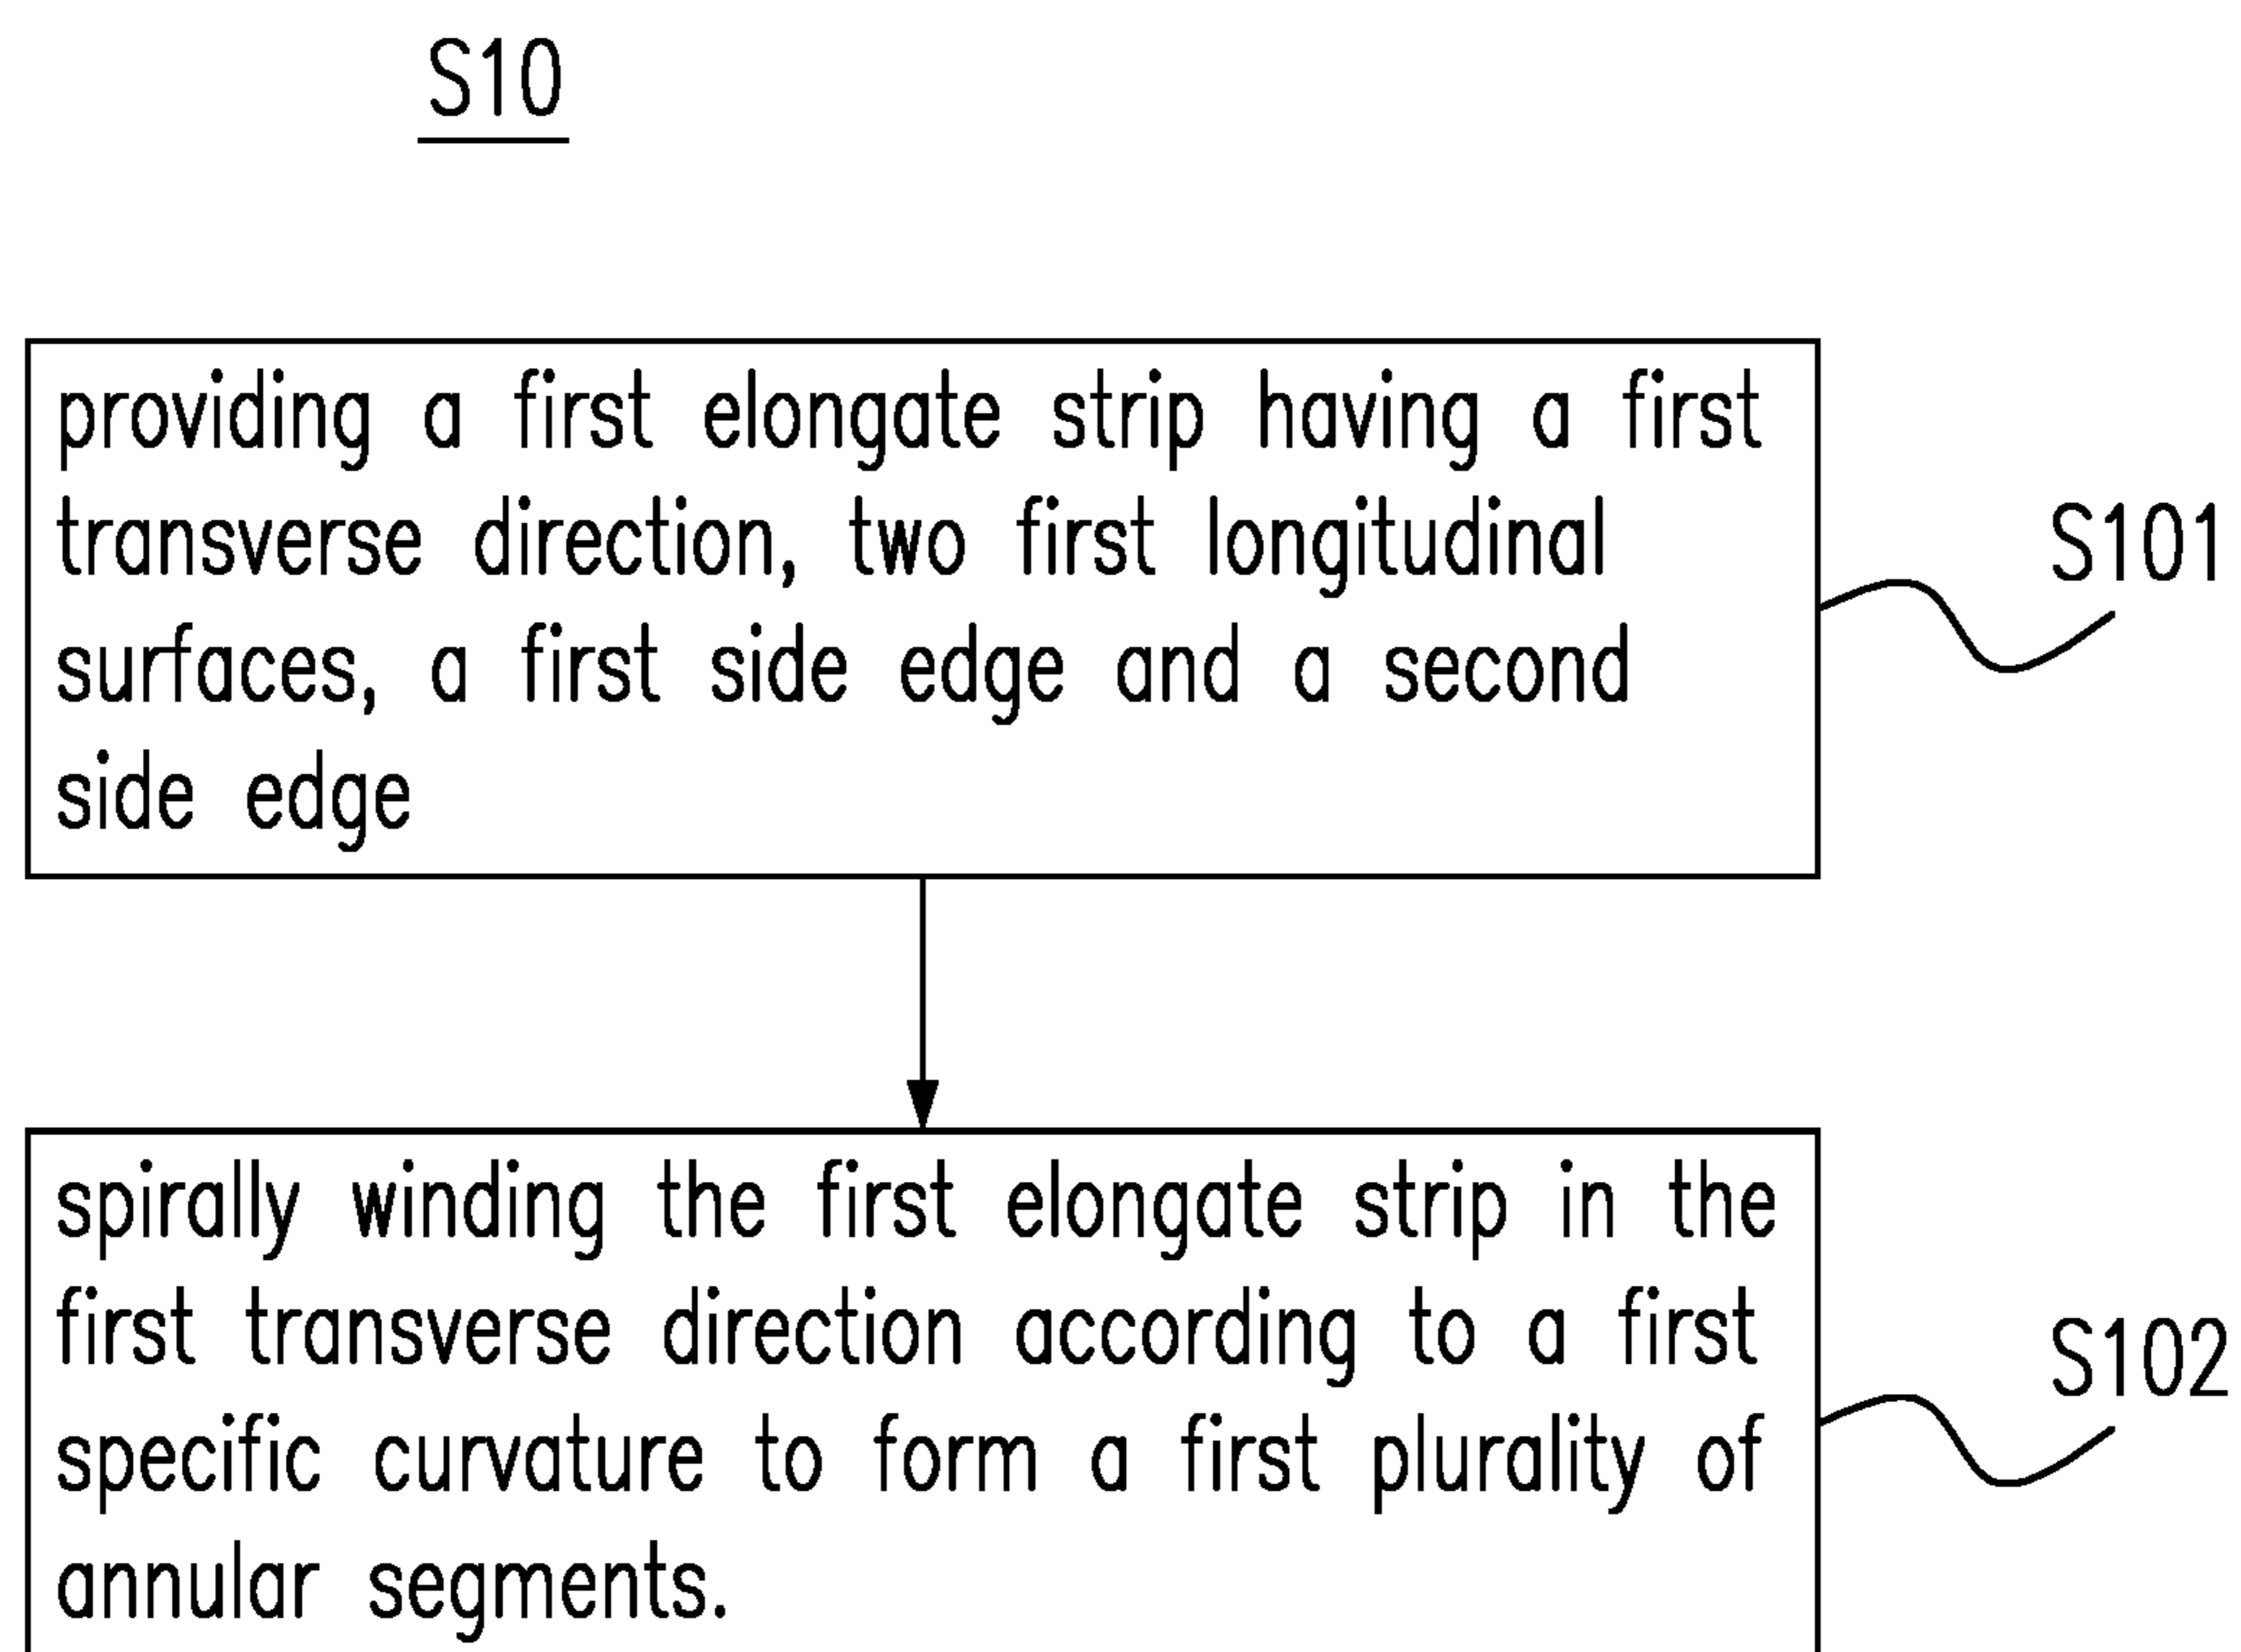 S10
providing a first elongate strip having a first
transverse direction, two first longitudinal
surfaces, a first side edge and a second
side edge
S101
spirally winding the first elongate strip in the
first transverse direction according to a first
specific curvature to form a first plurality of
annular segments.
S102